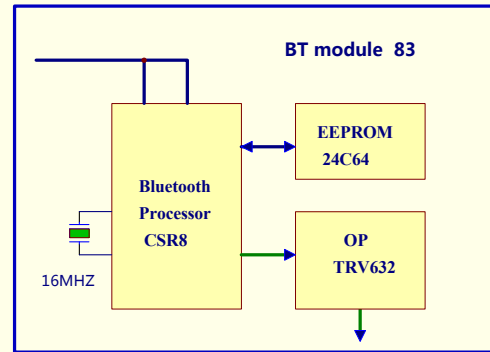 BT module 83
EEPROM
24C64
Bluetooth
Processor
CSR8
OP
TRV632
16MHZ